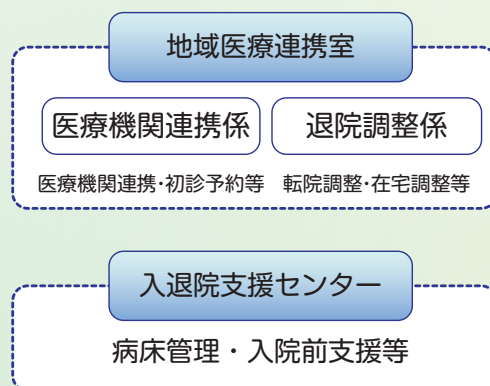 地域医療連携室
医療機関連携係 退院調整係
医療機関連携・初診予約等 転院調整・在宅調整等
入退院支援センター
病床管理・入院前支援等